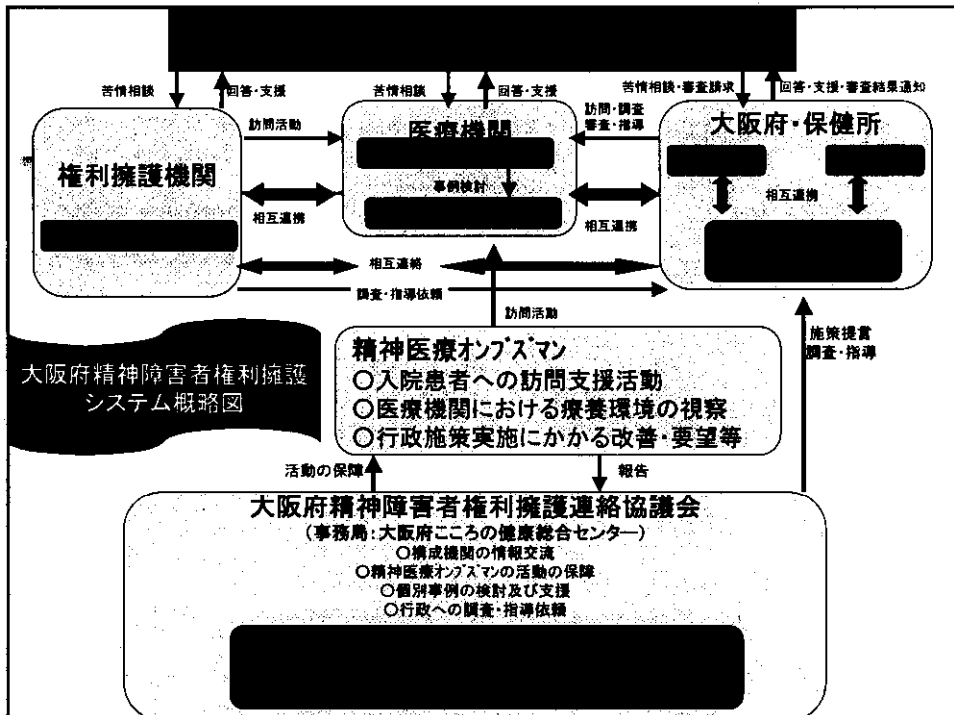 苦情相談
回答・支援
苦情相談
回答・支援
苦情相談・審査請求
回答・支援・審査結果通知
訪問活動
訪問・調査
審査・指導
権利擁護機関
医療機関
事例検討
大阪府・保健所
相互連携
相互連携
相互連携
相互連絡
調査・指導依頼
訪問活動
施策提言
調査・指導
大阪府精神障害者権利擁護
システム概略図
精神医療オンブズマン
○入院患者への訪問支援活動
○医療機関における療養環境の視察
○行政施策実施にかかる改善・要望等
活動の保障
報告
大阪府精神障害者権利擁護連絡協議会
(事務局:大阪府こころの健康総合センター)
○構成機関の情報交流
○精神医療オンブズマンの活動の保障
○個別事例の検討及び支援
○行政への調査・指導依頼